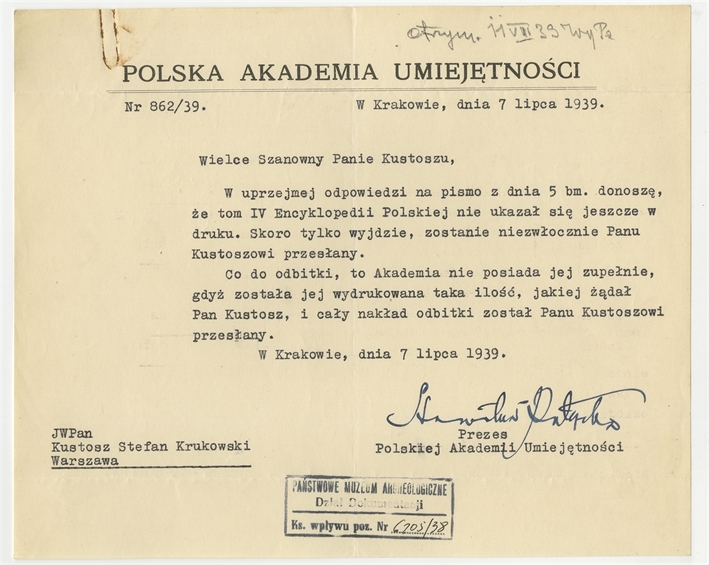 otrzym. 11 VII 39
POLSKA AKADEMIA UMIEJĘTNOŚCI
Nr 862/39.
W Krakowie, dnia 7 lipca 1939.
Wielce Szanowny Panie Kustoszu,
W uprzejmej odpowiedzi na pismo z dnia 5 bm. donoszę,
że tom IV Encyklopedii Polskiej nie ukazał się jeszcze w
druku. Skoro tylko wyjdzie, zostanie niezwłocznie Panu
Kustoszowi przesłany.
Co do odbitki, to Akademia nie posiada jej zupełnie,
gdyż została jej wydrukowana taka ilość, jakiej żądał
Pan Kustosz, i cały nakład odbitki został Panu Kustoszowi
przesłany.
W Krakowie, dnia 7 lipca 1939.
Prezes
Polskiej Akademii Umiejętności
JWPan
Kustosz Stefan Krukowski
Warszawa
PAŃSTWOWE MUZEUM ARCHEOLOGICZNE
Dział Dokumentacji
Ks. wpływu poz. Nr 6205/38